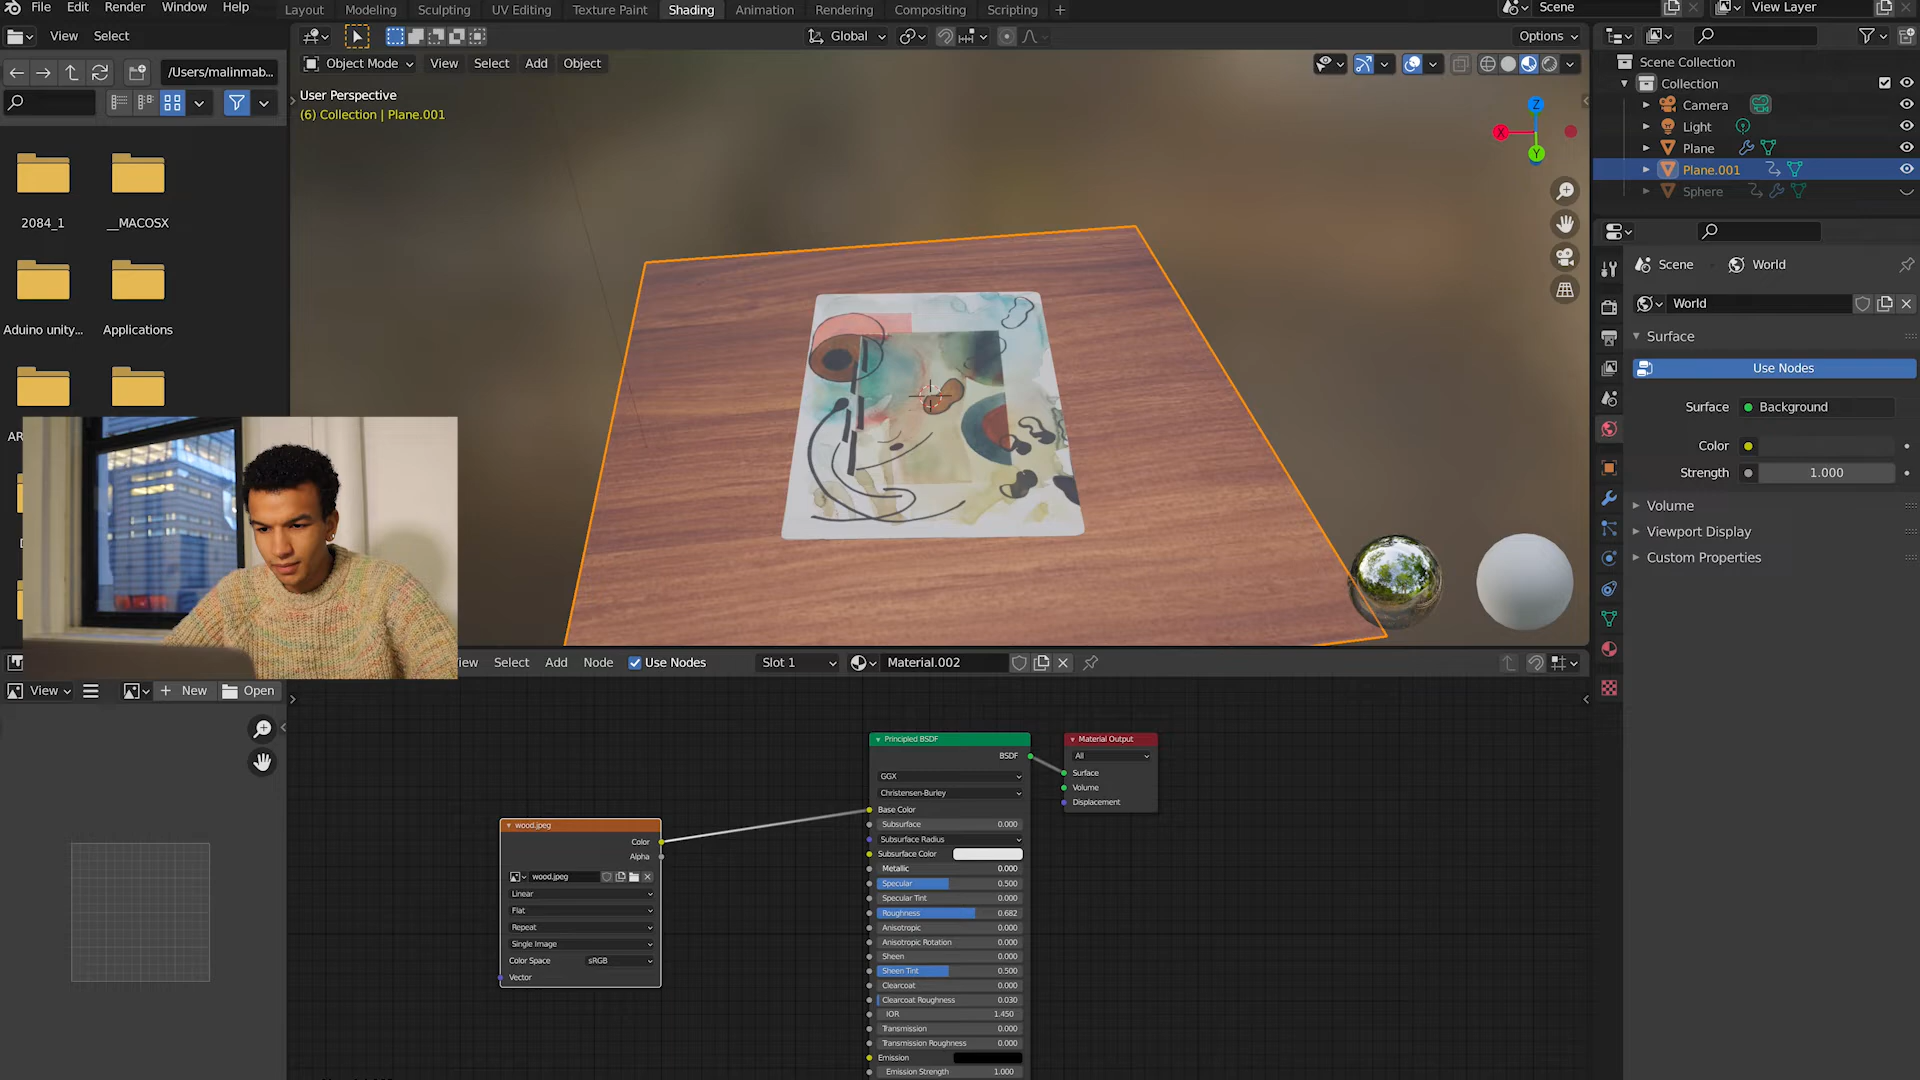 File Edit Render Window Help
Layout Modeling Sculpting UV Editing Texture Paint Shading Animation Rendering Compositing Scripting +
Scene
View Layer
View Select
Global
Options
/Users/malinmab...
Object Mode View Select Add Object
User Perspective
(6) Collection | Plane.001
Z
X
Y
2084_1
__MACOSX
Aduino unity...
Applications
AR
Scene Collection
Collection
Camera
Light
Plane
Plane.001
Sphere
Scene
World
World
Surface
Use Nodes
Surface Background
Color
Strength 1.000
Volume
Viewport Display
Custom Properties
Select Add Node Use Nodes Slot 1 Material.002
View New Open
wood.jpeg
Color
Alpha
wood.jpeg
Linear
Flat
Repeat
Single Image
Color Space sRGB
Vector
Principled BSDF
BSDF
GGX
Christensen-Burley
Base Color
Subsurface 0.000
Subsurface Radius
Subsurface Color
Metallic 0.000
Specular 0.500
Specular Tint 0.000
Roughness 0.682
Anisotropic 0.000
Anisotropic Rotation 0.000
Sheen 0.000
Sheen Tint 0.500
Clearcoat 0.000
Clearcoat Roughness 0.030
IOR 1.450
Transmission 0.000
Transmission Roughness 0.000
Emission
Emission Strength 1.000
Material Output
All
Surface
Volume
Displacement